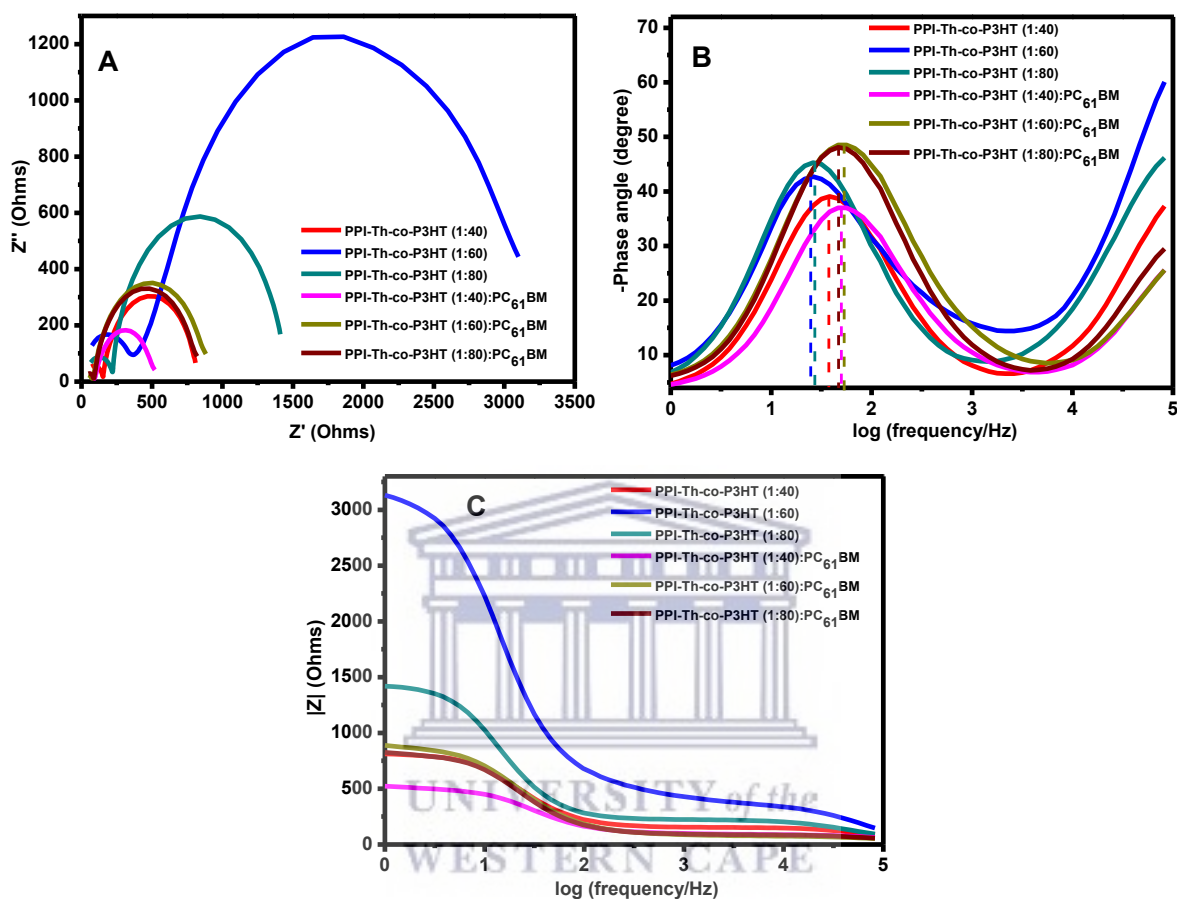 A
Z'' (Ohms)
1200
1000
800
600
400
200
0
PPI-Th-co-P3HT (1:40)
PPI-Th-co-P3HT (1:60)
PPI-Th-co-P3HT (1:80)
PPI-Th-co-P3HT (1:40):PC61BM
PPI-Th-co-P3HT (1:60):PC61BM
PPI-Th-co-P3HT (1:80):PC61BM
0 500 1000 1500 2000 2500 3000 3500
Z' (Ohms)
B
-Phase angle (degree)
70
60
50
40
30
20
10
PPI-Th-co-P3HT (1:40)
PPI-Th-co-P3HT (1:60)
PPI-Th-co-P3HT (1:80)
PPI-Th-co-P3HT (1:40):PC61BM
PPI-Th-co-P3HT (1:60):PC61BM
PPI-Th-co-P3HT (1:80):PC61BM
0 1 2 3 4 5
log (frequency/Hz)
C
|Z| (Ohms)
3000
2500
2000
1500
1000
500
0
PPI-Th-co-P3HT (1:40)
PPI-Th-co-P3HT (1:60)
PPI-Th-co-P3HT (1:80)
PPI-Th-co-P3HT (1:40):PC61BM
PPI-Th-co-P3HT (1:60):PC61BM
PPI-Th-co-P3HT (1:80):PC61BM
UNIVERSITY of the
WESTERN CAPE
0 1 2 3 4 5
log (frequency/Hz)